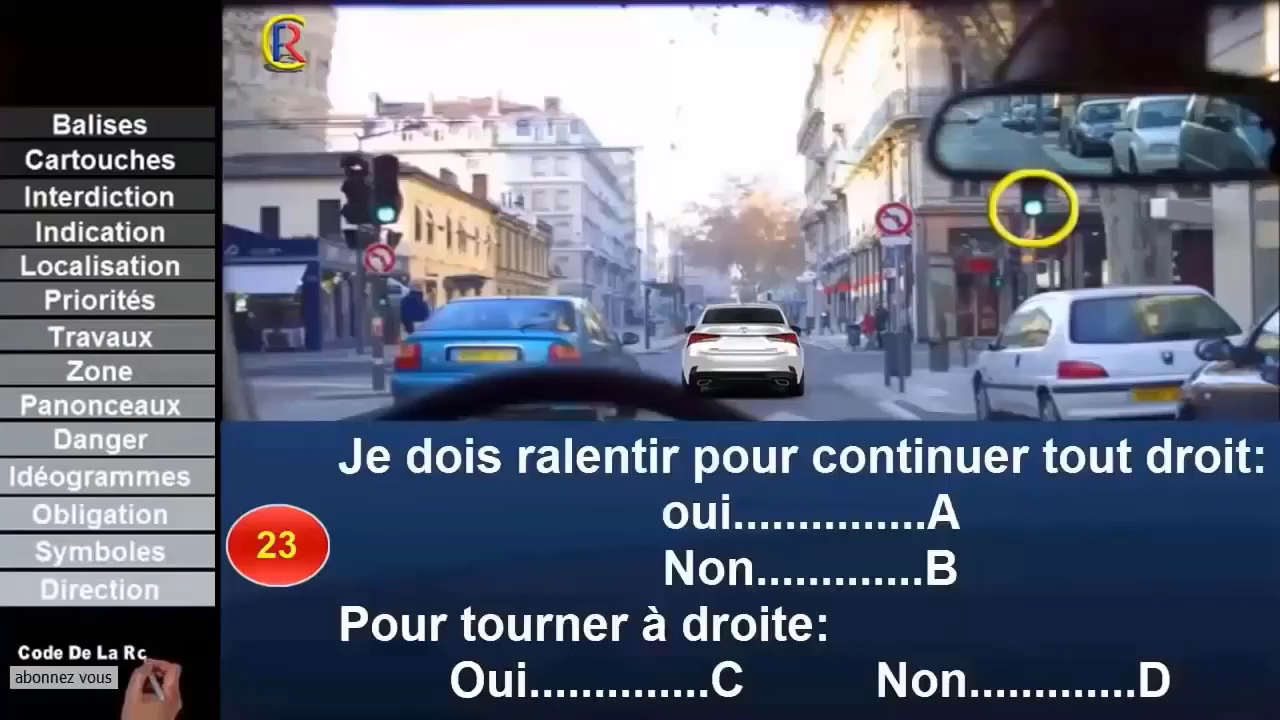 Balises
Cartouches
Interdiction
Indication
Localisation
Priorités
Travaux
Zone
Panonceaux
Danger
Idéogrammes
Obligation
Symboles
Direction
Code De La Rc
abonnez vous
CR
23
Je dois ralentir pour continuer tout droit:
oui...............A
Non.............B
Pour tourner à droite:
Oui..............C Non.............D